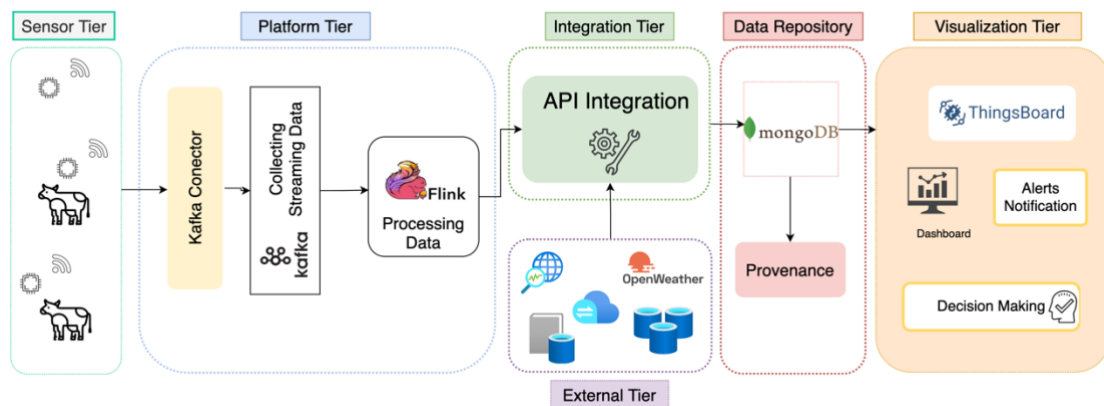 Sensor Tier
Platform Tier
Integration Tier
Data Repository
Visualization Tier
Kafka Conector
Collecting
Streaming Data
kafka
Flink
Processing
Data
API Integration
OpenWeather
External Tier
mongoDB
Provenance
ThingsBoard
Dashboard
Alerts
Notification
Decision Making